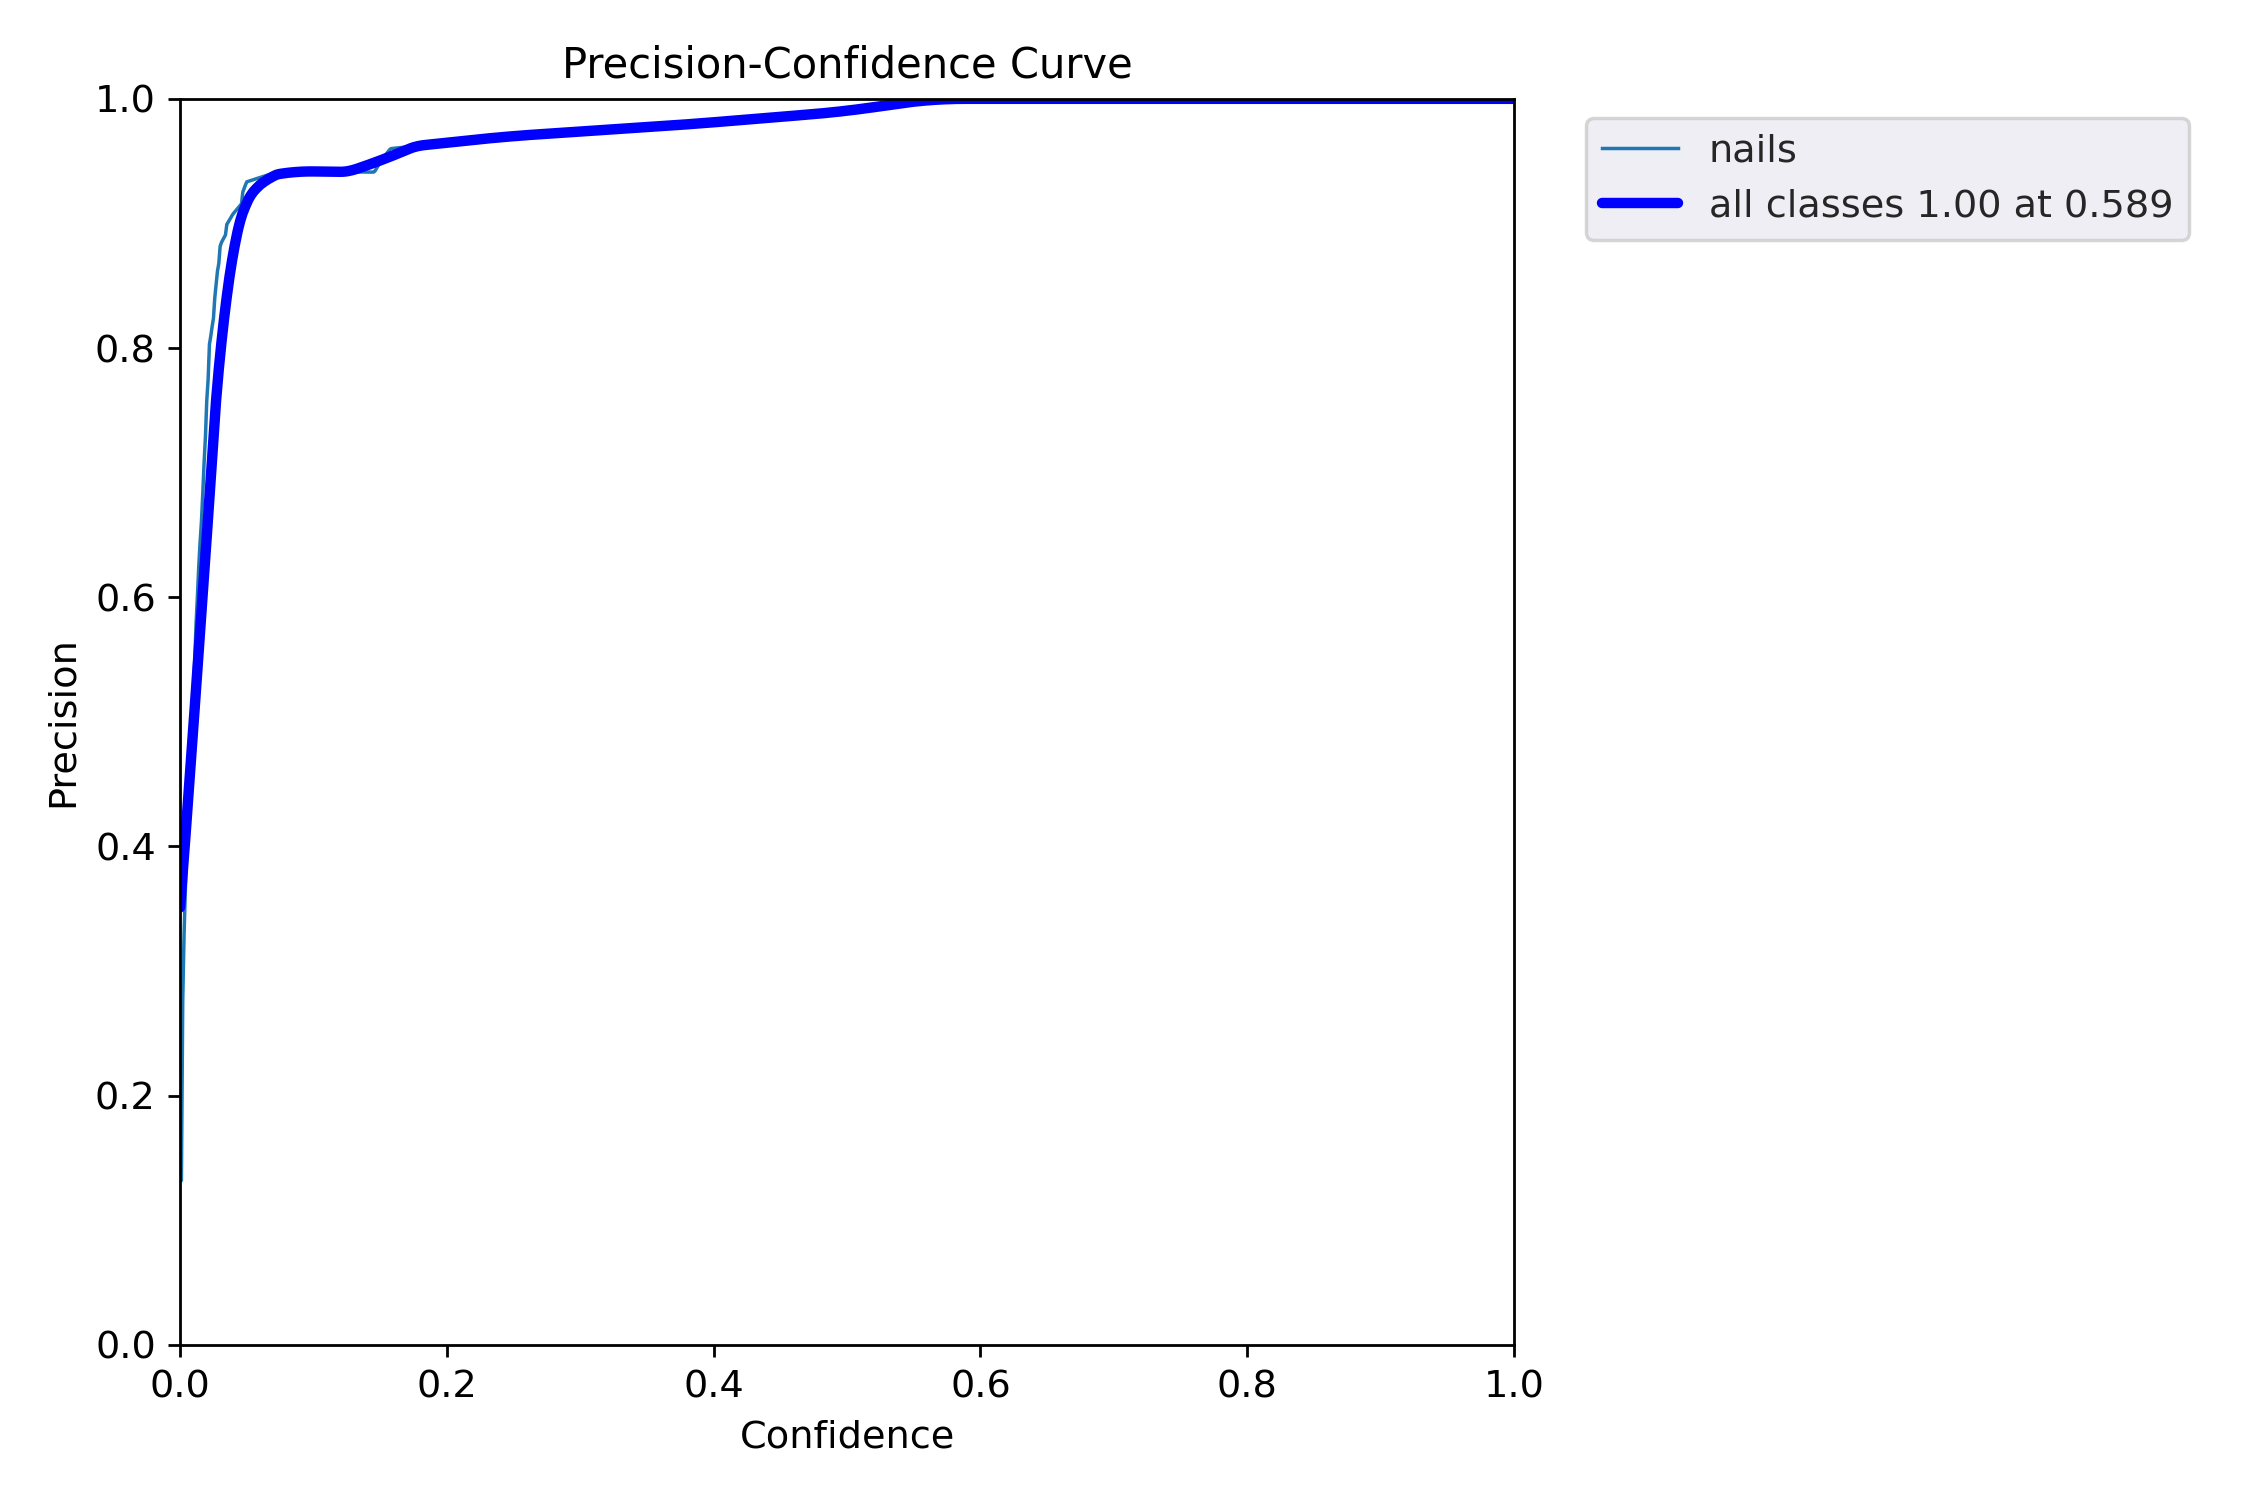 Precision-Confidence Curve
1.0
0.8
0.6
0.4
0.2
0.0
Precision
0.0 0.2 0.4 0.6 0.8 1.0
Confidence
nails
all classes 1.00 at 0.589